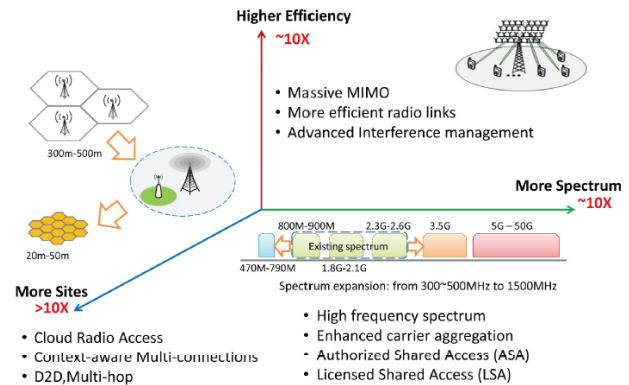 Higher Efficiency
~10X
• Massive MIMO
• More efficient radio links
• Advanced Interference management
300m-500m
20m-50m
More Spectrum
~10X
800M-900M
2.3G-2.6G
3.5G
5G – 50G
Existing spectrum
470M-790M
1.8G-2.1G
Spectrum expansion: from 300~500MHz to 1500MHz
More Sites
>10X
• Cloud Radio Access
• Context-aware Multi-connections
• D2D,Multi-hop
• High frequency spectrum
• Enhanced carrier aggregation
• Authorized Shared Access (ASA)
• Licensed Shared Access (LSA)